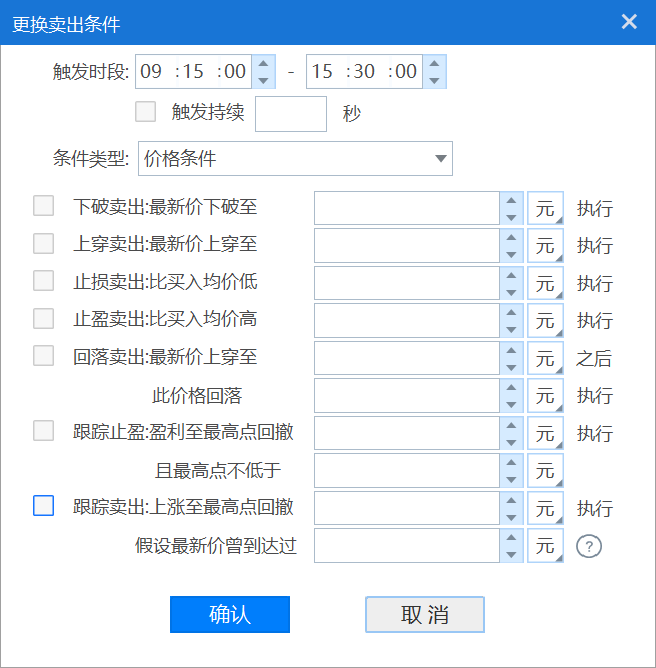 更换卖出条件
触发时段: 09 :15 :00 - 15 :30 :00
触发持续 秒
条件类型: 价格条件
下破卖出:最新价下破至 元 执行
上穿卖出:最新价上穿至 元 执行
止损卖出:比买入均价低 元 执行
止盈卖出:比买入均价高 元 执行
回落卖出:最新价上穿至 元 之后
此价格回落 元 执行
跟踪止盈:盈利至最高点回撤 元 执行
且最高点不低于 元
跟踪卖出:上涨至最高点回撤 元 执行
假设最新价曾到达过 元 ?
确认 取消